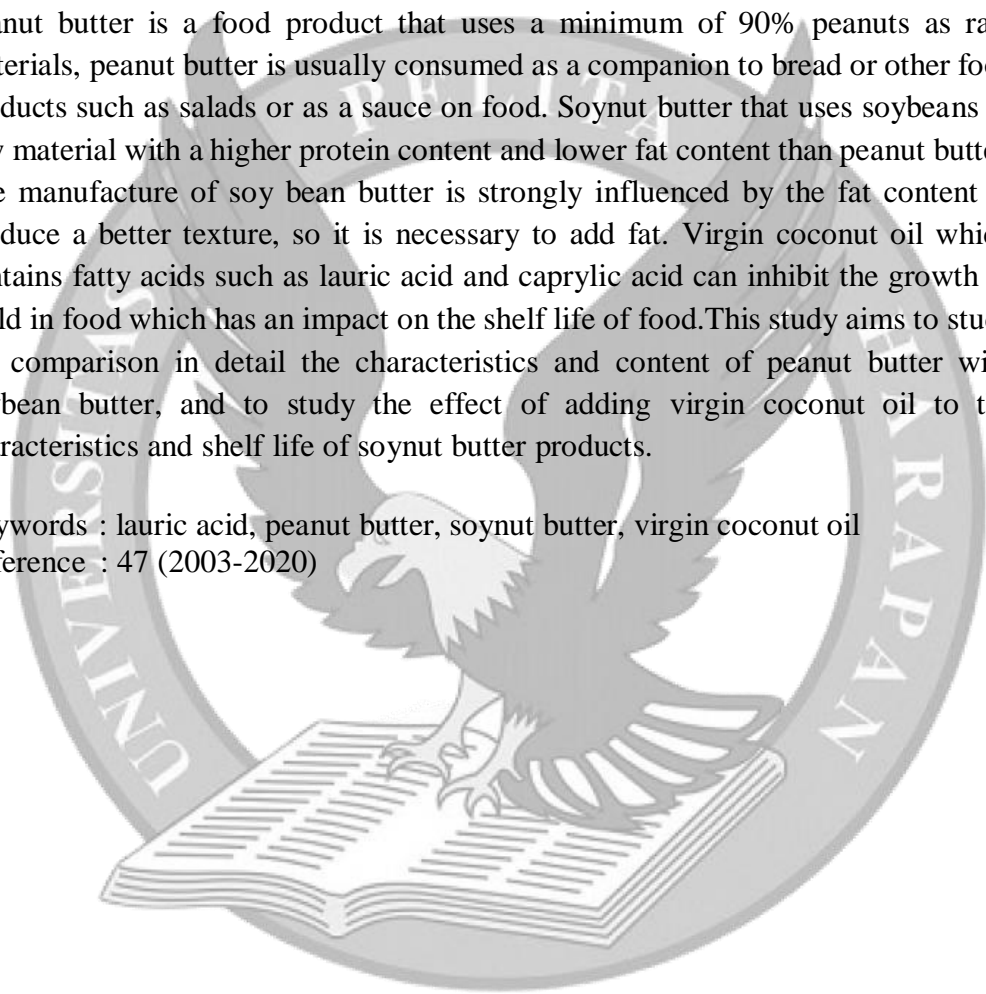 anut butter is a food product that uses a minimum of 90% peanuts as ra
terials, peanut butter is usually consumed as a companion to bread or other foo
ducts such as salads or as a sauce on food. Soynut butter that uses soybeans
material with a higher protein content and lower fat content than peanut butte
e manufacture of soy bean butter is strongly influenced by the fat content
duce a better texture, so it is necessary to add fat. Virgin coconut oil whic
ntains fatty acids such as lauric acid and caprylic acid can inhibit the growth
ld in food which has an impact on the shelf life of food.This study aims to stud
comparison in detail the characteristics and content of peanut butter wi
ybean butter, and to study the effect of adding virgin coconut oil to t
racteristics and shelf life of soynut butter products.
ywords : lauric acid, peanut butter, soynut butter, virgin coconut oil
ference : 47 (2003-2020)
UNIVERSITAS PELITA HARAPAN